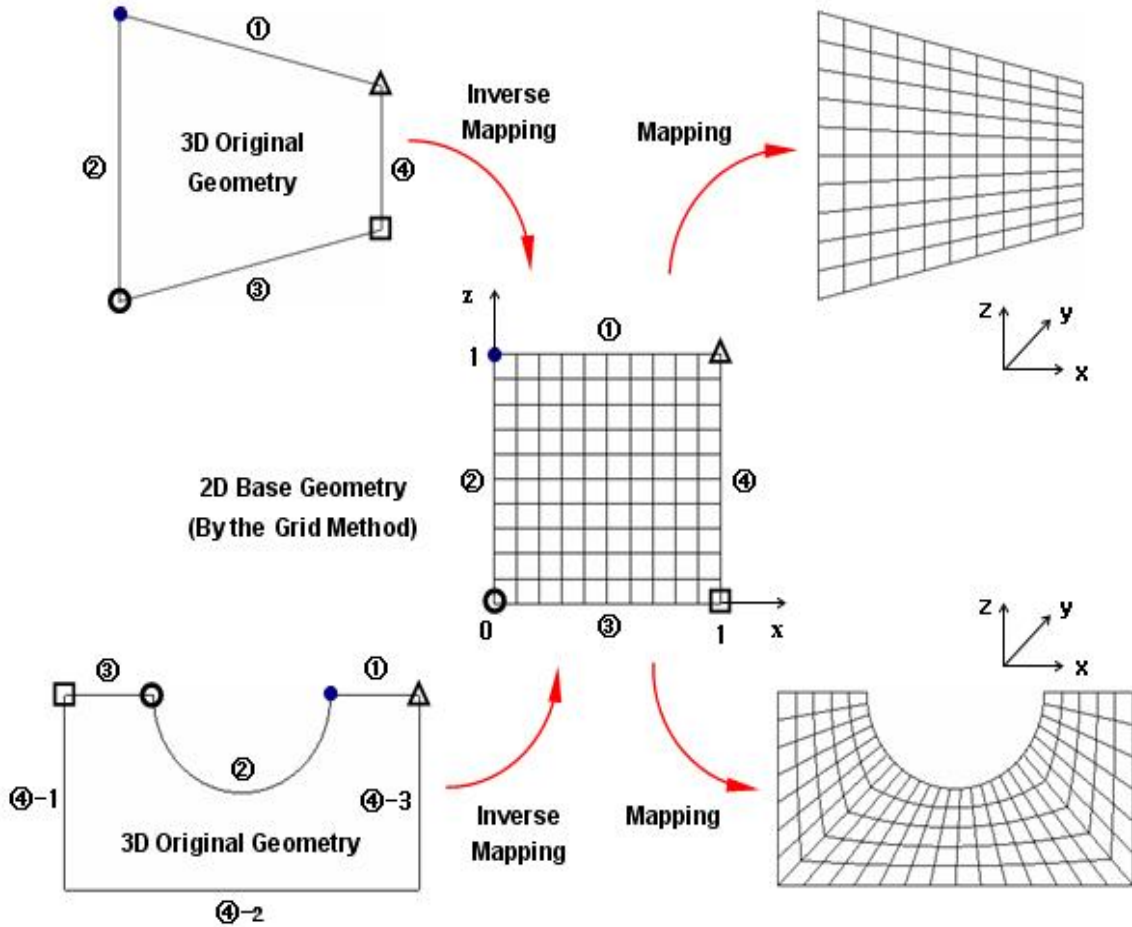 ①
Inverse
Mapping
Mapping
3D Original
Geometry
②
④
③
z
①
1
z
y
x
2D Base Geometry
(By the Grid Method)
②
④
0
③
1
x
z
y
x
③
①
②
④-1
④-3
3D Original Geometry
④-2
Inverse
Mapping
Mapping